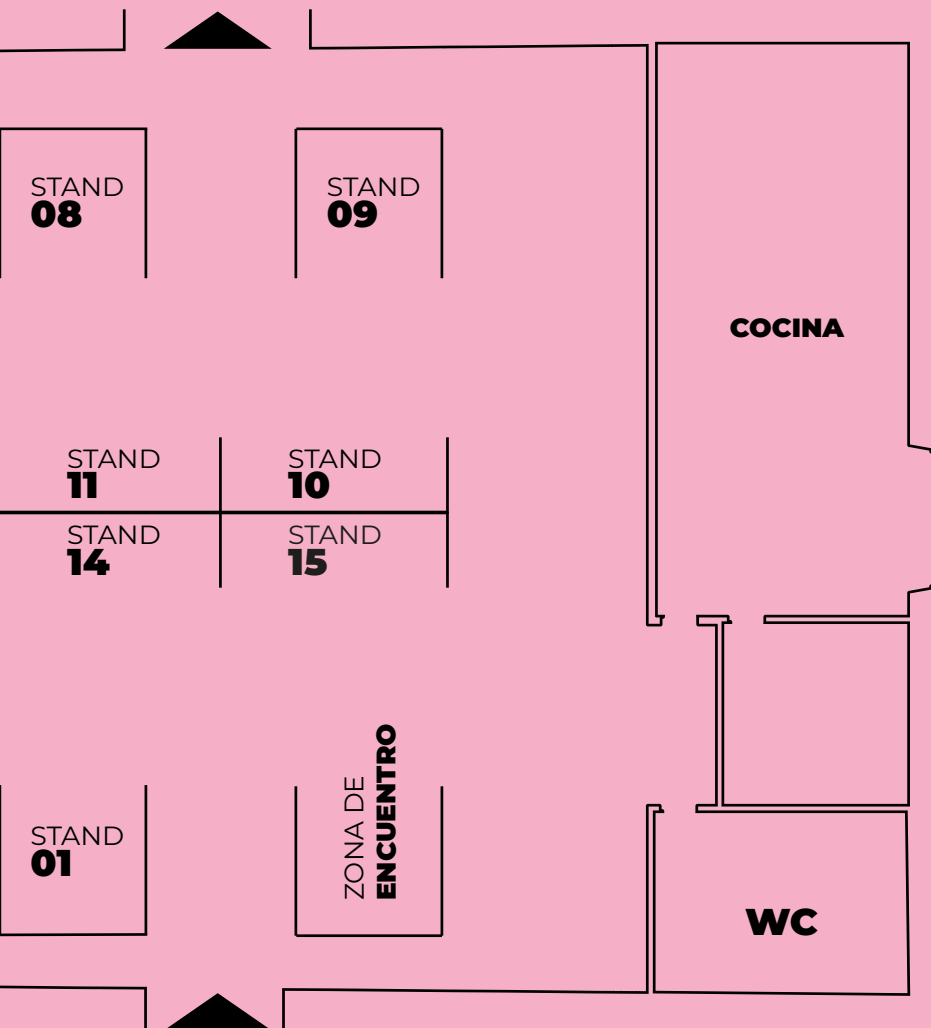 STAND
08
STAND
09
COCINA
STAND
11
STAND
10
STAND
14
STAND
15
ZONA DE
ENCUENTRO
STAND
01
WC